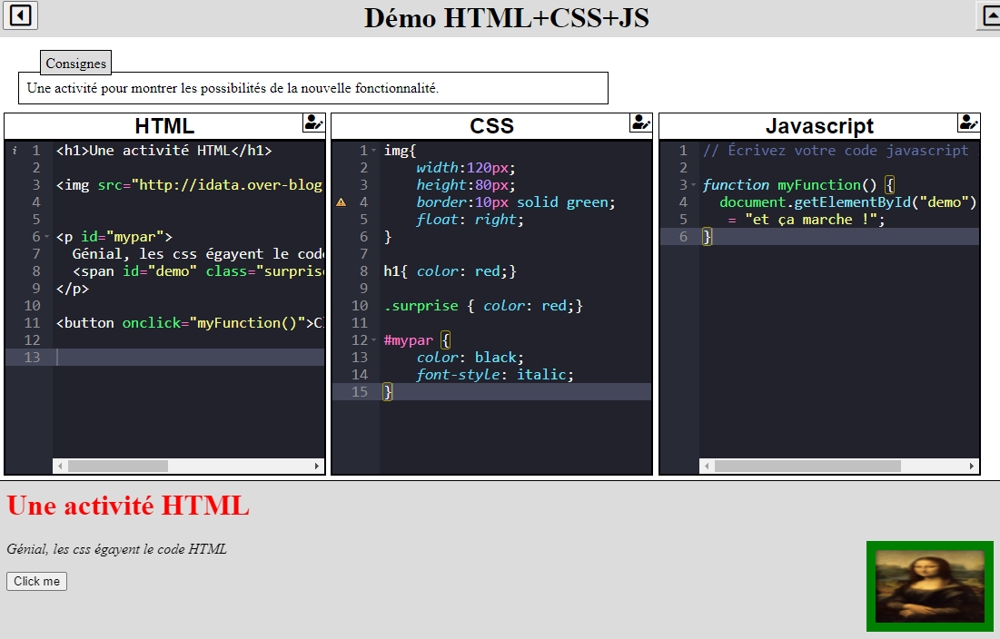 Démo HTML+CSS+JS
Consignes
Une activité pour montrer les possibilités de la nouvelle fonctionnalité.
HTML
i 1 <h1>Une activité HTML</h1>
2
3 <img src="http://idata.over-blog
4
5
6 <p id="mypar">
7 Génial, les css égayent le code
8 <span id="demo" class="surprise
9 </p>
10
11 <button onclick="myFunction()">Cl
12
13
CSS
1 img{
2 width:120px;
3 height:80px;
4 border:10px solid green;
5 float: right;
6 }
7
8 h1{ color: red;}
9
10 .surprise { color: red;}
11
12 #mypar {
13 color: black;
14 font-style: italic;
15 }
Javascript
1 // Écrivez votre code javascript
2
3 function myFunction() {
4 document.getElementById("demo")
5 = "et ça marche !";
6 }
Une activité HTML
Génial, les css égayent le code HTML
Click me